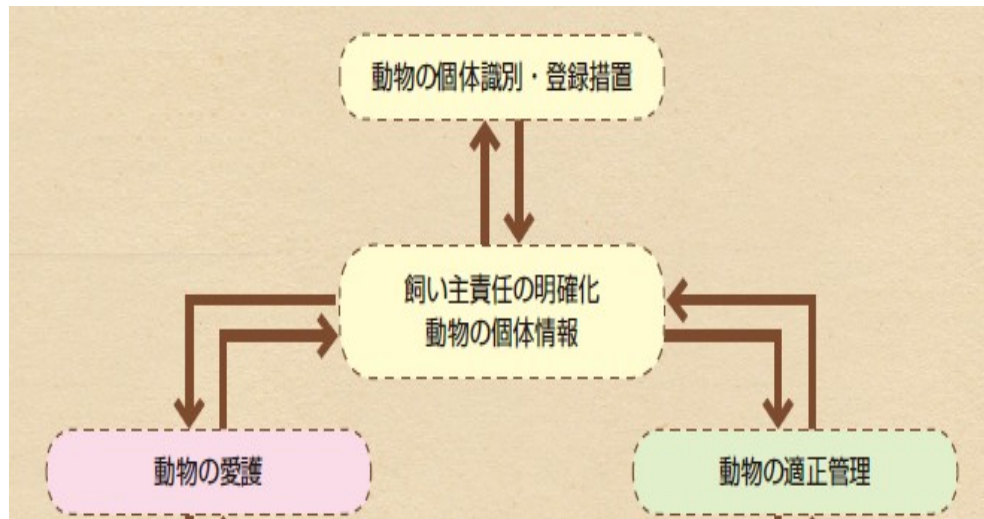 動物の個体識別・登録措置
飼い主責任の明確化
動物の個体情報
動物の愛護
動物の適正管理